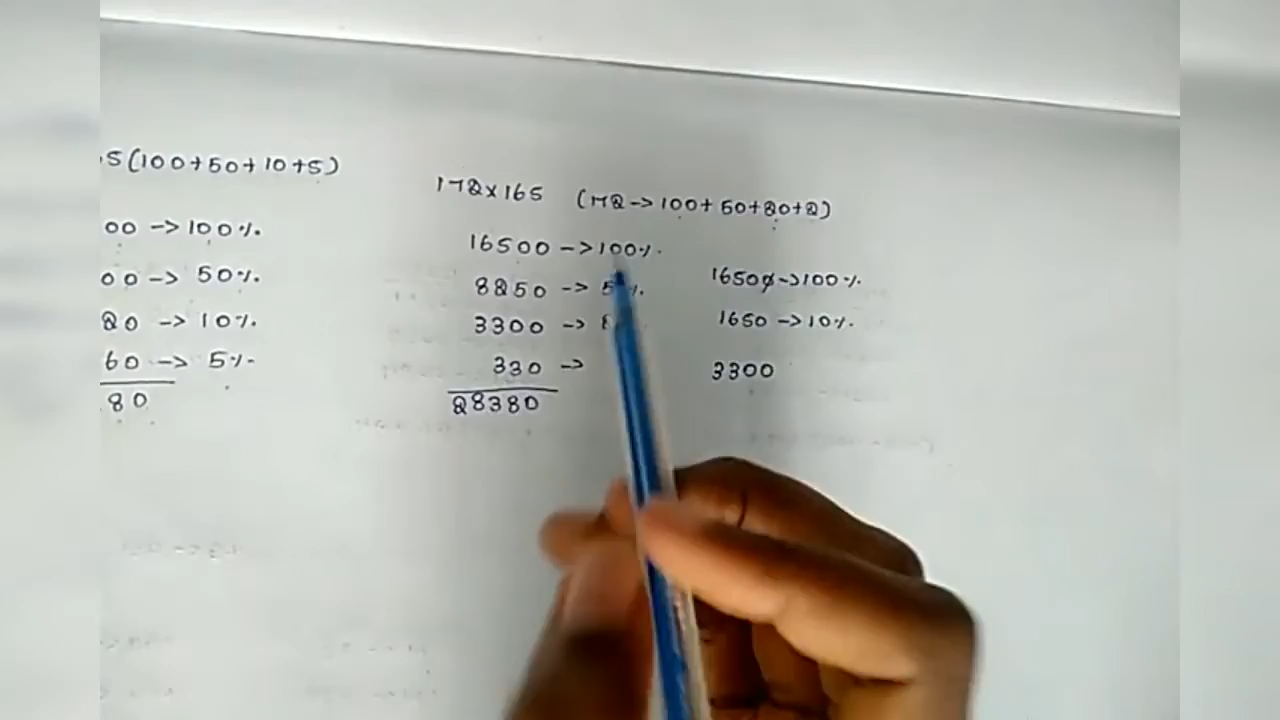 5(100+50+10+5)
00 -> 100%
00 -> 50%
20 -> 10%
60 -> 5%
80
172x165 (172 -> 100+50+20+2)
16500 -> 100%
8250 -> 5 %
3300 ->
330 ->
28380
16500 -> 100%
1650 -> 10%
3300